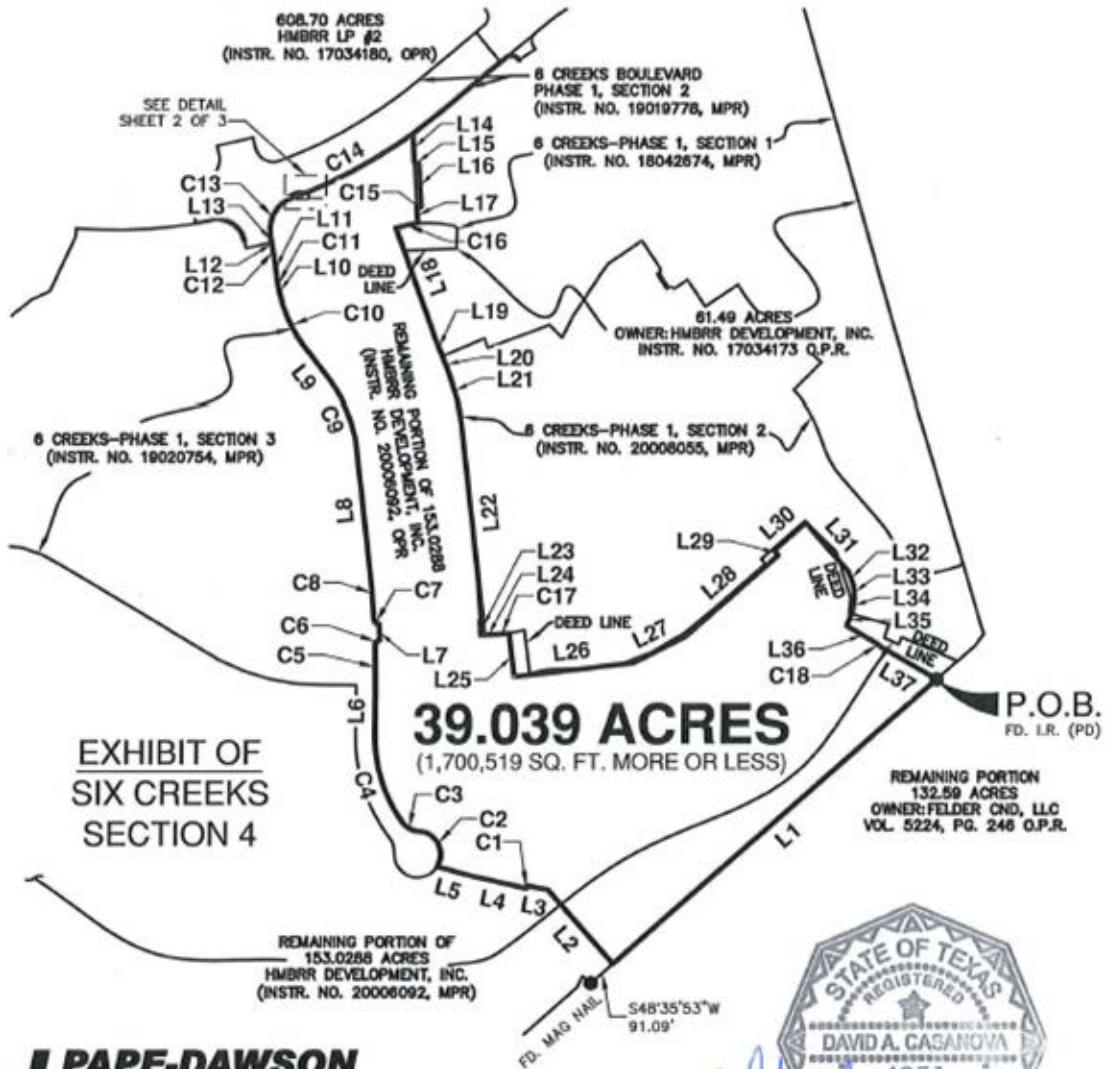 608.70 ACRES
HMBRR LP #2
(INSTR. NO. 17034180, OPR)
6 CREEKS BOULEVARD
PHASE 1, SECTION 2
(INSTR. NO. 19019778, MPR)
SEE DETAIL
SHEET 2 OF 3
6 CREEKS-PHASE 1, SECTION 1
(INSTR. NO. 18042674, MPR)
L14
L15
L16
C14
C15
L17
C13
L13
L11
C11
L10
C16
L12
C12
DEED
LINE
L18
C10
L19
61.49 ACRES
OWNER:HMBRR DEVELOPMENT, INC.
INSTR. NO. 17034173 O.P.R.
L20
L21
L9
C9
REMAINING PORTION OF 153.0288
HMBRR DEVELOPMENT, INC.
(INSTR. NO. 20006092, OPR
6 CREEKS-PHASE 1, SECTION 3
(INSTR. NO. 19020754, MPR)
6 CREEKS-PHASE 1, SECTION 2
(INSTR. NO. 20008055, MPR)
L8
L22
L29
L30
L31
L32
L33
L34
L35
DEED
LINE
L23
L24
C17
C8
C7
L28
C6
C5
L7
DEED LINE
L27
L26
L25
L36
C18
DEED
LINE
L37
L6
P.O.B.
FD. I.R. (PD)
39.039 ACRES
(1,700,519 SQ. FT. MORE OR LESS)
EXHIBIT OF
SIX CREEKS
SECTION 4
REMAINING PORTION
132.59 ACRES
OWNER:FELDER CND, LLC
VOL. 5224, PG. 246 O.P.R.
C4
C3
C2
C1
L1
L5
L4
L3
L2
REMAINING PORTION OF
153.0288 ACRES
HMBRR DEVELOPMENT, INC.
(INSTR. NO. 20006092, MPR)
S48°35'53"W
91.09'
FD. MAG NAIL
STATE OF TEXAS
REGISTERED
DAVID A. CASANOVA
PAPE-DAWSON